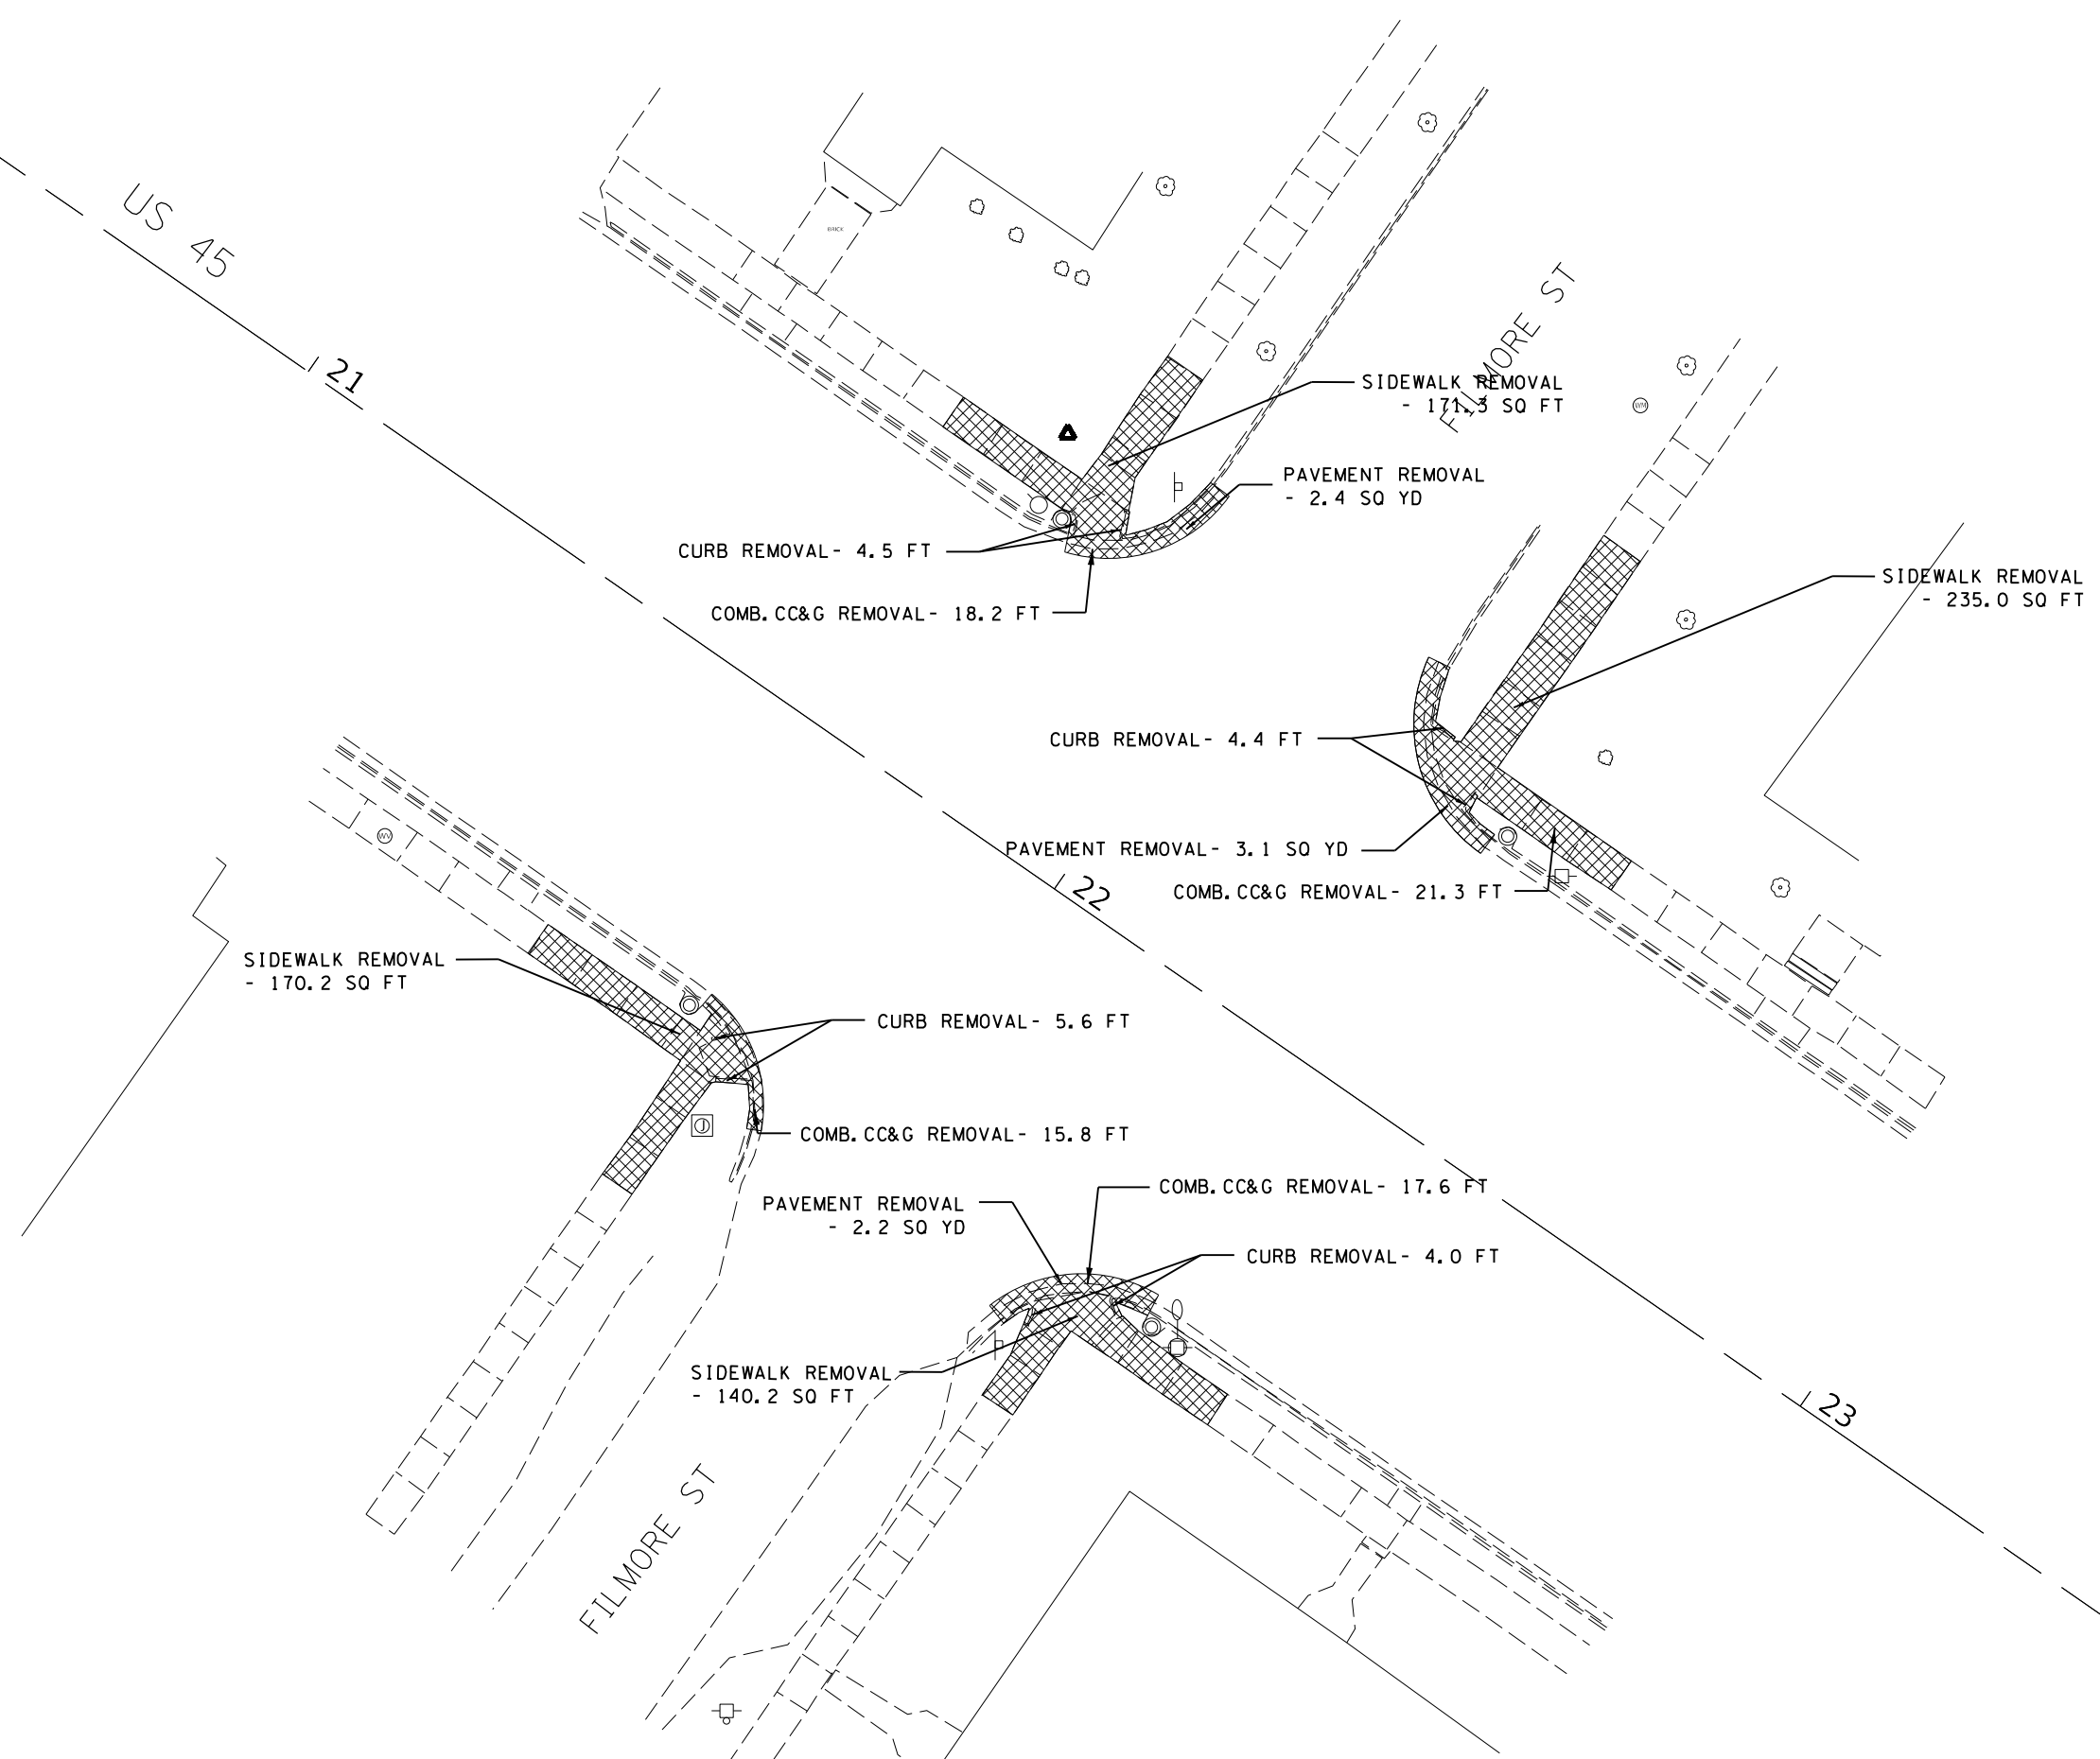 US 45
BRICK
21
FILMORE ST
SIDEWALK REMOVAL
- 171.3 SQ FT
WM
PAVEMENT REMOVAL
- 2.4 SQ YD
CURB REMOVAL- 4.5 FT
COMB.CC&G REMOVAL- 18.2 FT
SIDEWALK REMOVAL
- 235.0 SQ FT
CURB REMOVAL- 4.4 FT
WV
PAVEMENT REMOVAL- 3.1 SQ YD
COMB.CC&G REMOVAL- 21.3 FT
22
SIDEWALK REMOVAL
- 170.2 SQ FT
CURB REMOVAL- 5.6 FT
J
COMB.CC&G REMOVAL- 15.8 FT
COMB.CC&G REMOVAL- 17.6 FT
PAVEMENT REMOVAL
- 2.2 SQ YD
CURB REMOVAL- 4.0 FT
SIDEWALK REMOVAL
- 140.2 SQ FT
23
FILMORE ST